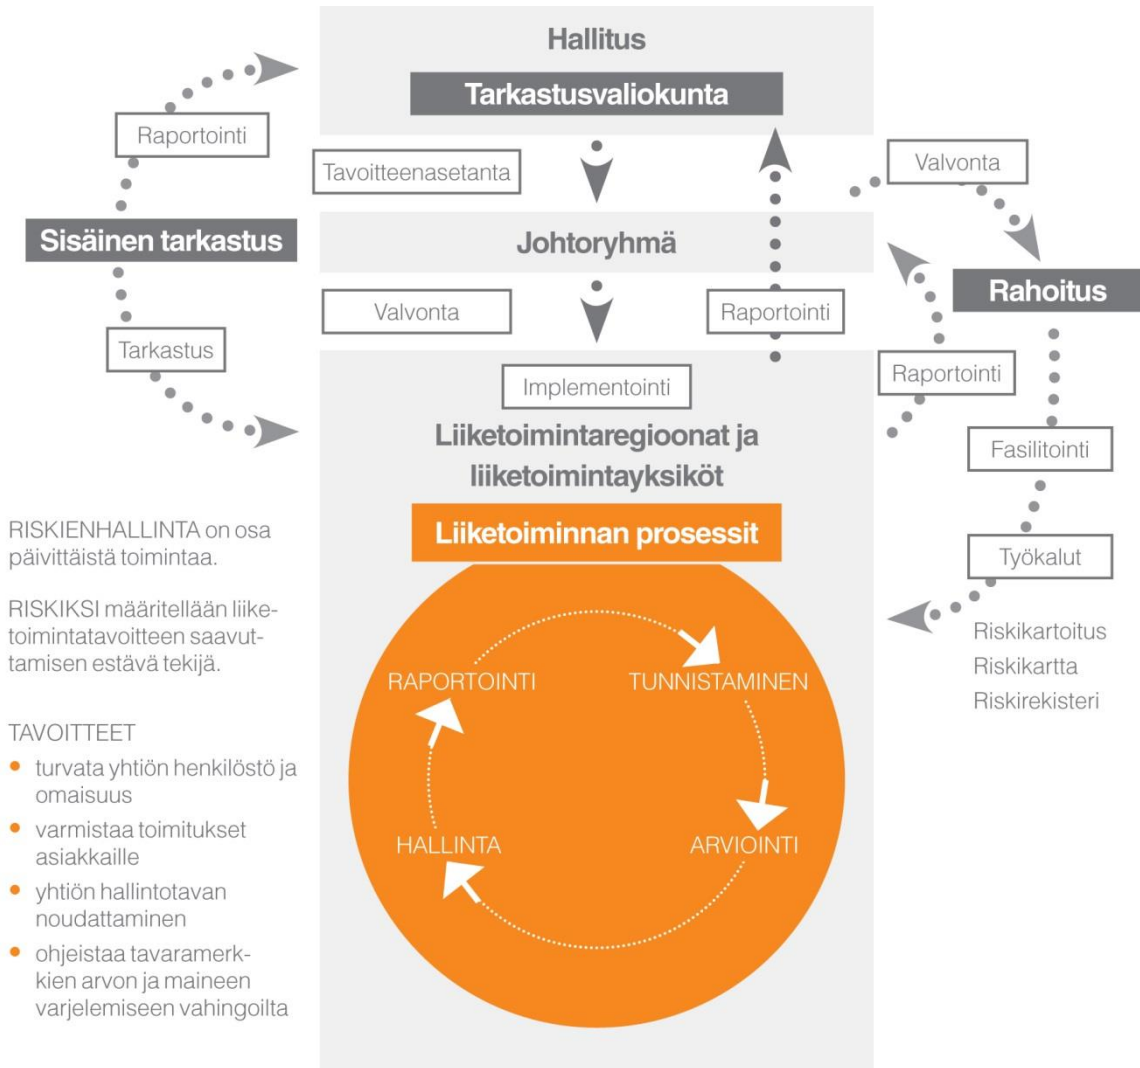 Hallitus
Tarkastusvaliokunta
Raportointi
Tavoitteenasetanta
Valvonta
Sisäinen tarkastus
Johtoryhmä
Rahoitus
Valvonta
Raportointi
Tarkastus
Raportointi
Implementointi
Liiketoimintaregioonat ja
liiketoimintayksiköt
Fasilitointi
Liiketoiminnan prosessit
Työkalut
Riskikartoitus
Riskikartta
Riskirekisteri
RISKIENHALLINTA on osa
päivittäistä toimintaa.
RISKIKSI määritellään liike-
toimintatavoitteen saavut-
tamisen estävä tekijä.
TAVOITTEET
• turvata yhtiön henkilöstö ja
omaisuus
• varmistaa toimitukset
asiakkaille
• yhtiön hallintotavan
noudattaminen
• ohjeistaa tavaramerk-
kien arvon ja maineen
varjelemiseen vahingoilta
RAPORTOINTI
TUNNISTAMINEN
HALLINTA
ARVIOINTI